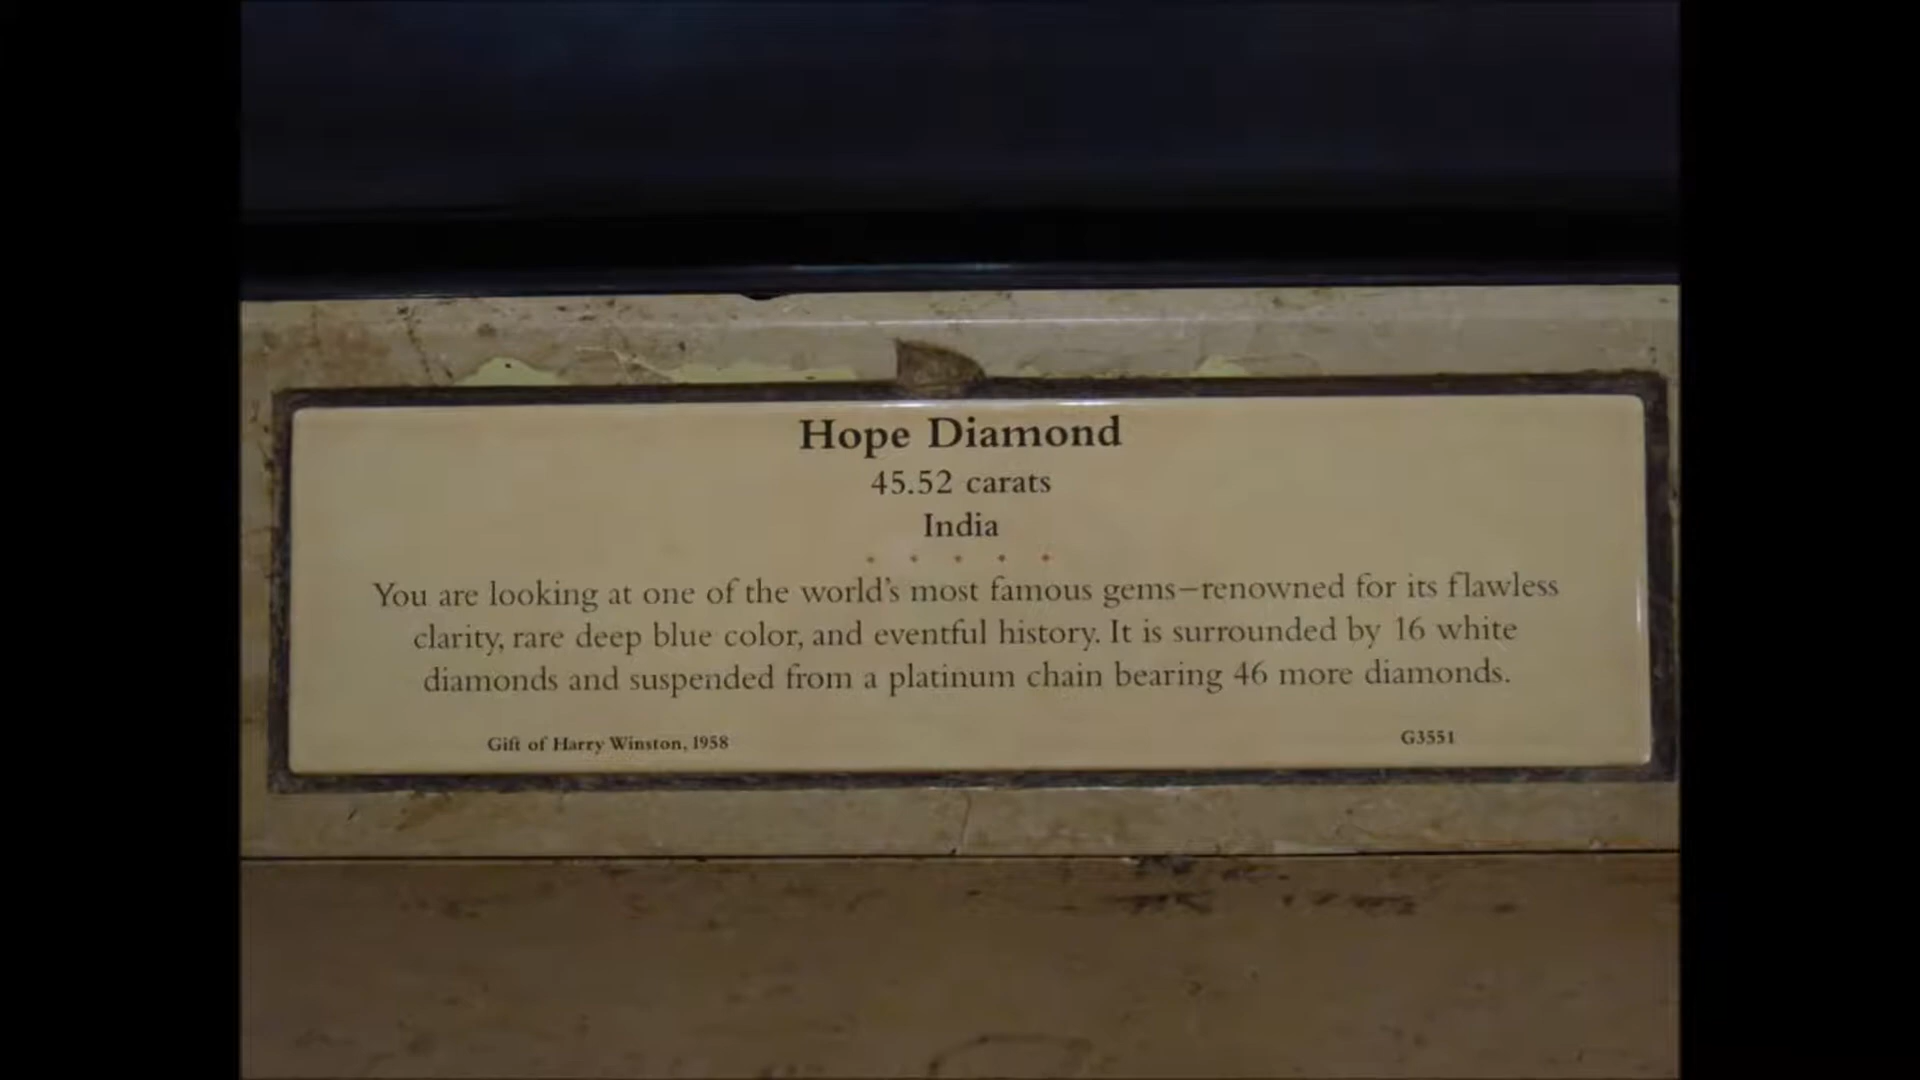 Hope Diamond
45.52 carats
India
You are looking at one of the world's most famous gems—renowned for its flawless
clarity, rare deep blue color, and eventful history. It is surrounded by 16 white
diamonds and suspended from a platinum chain bearing 46 more diamonds.
Gift of Harry Winston, 1958 G3551